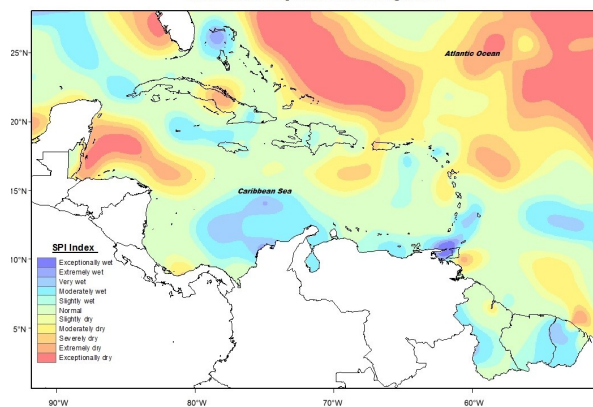 25°N
Atlantic Ocean
20°N
15°N
Caribbean Sea
10°N
SPI Index
Exceptionally wet
Extremely wet
Very wet
Moderately wet
Slightly wet
Normal
Slightly dry
Moderately dry
Severely dry
Extremely dry
Exceptionally dry
5°N
90°W
80°W
70°W
60°W